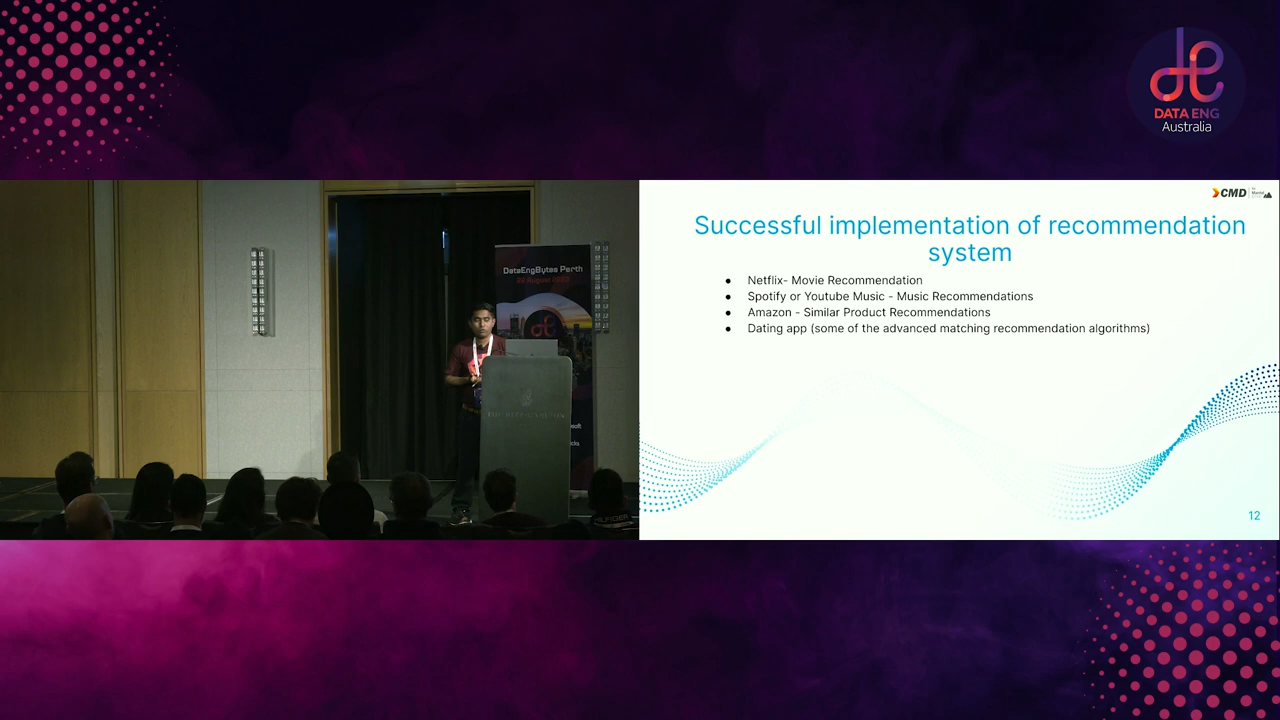 DATA ENG
Australia
DataEngBytes Perth
CMD
Successful implementation of recommendation
system
● Netflix- Movie Recommendation
● Spotify or Youtube Music - Music Recommendations
● Amazon - Similar Product Recommendations
● Dating app (some of the advanced matching recommendation algorithms)
12